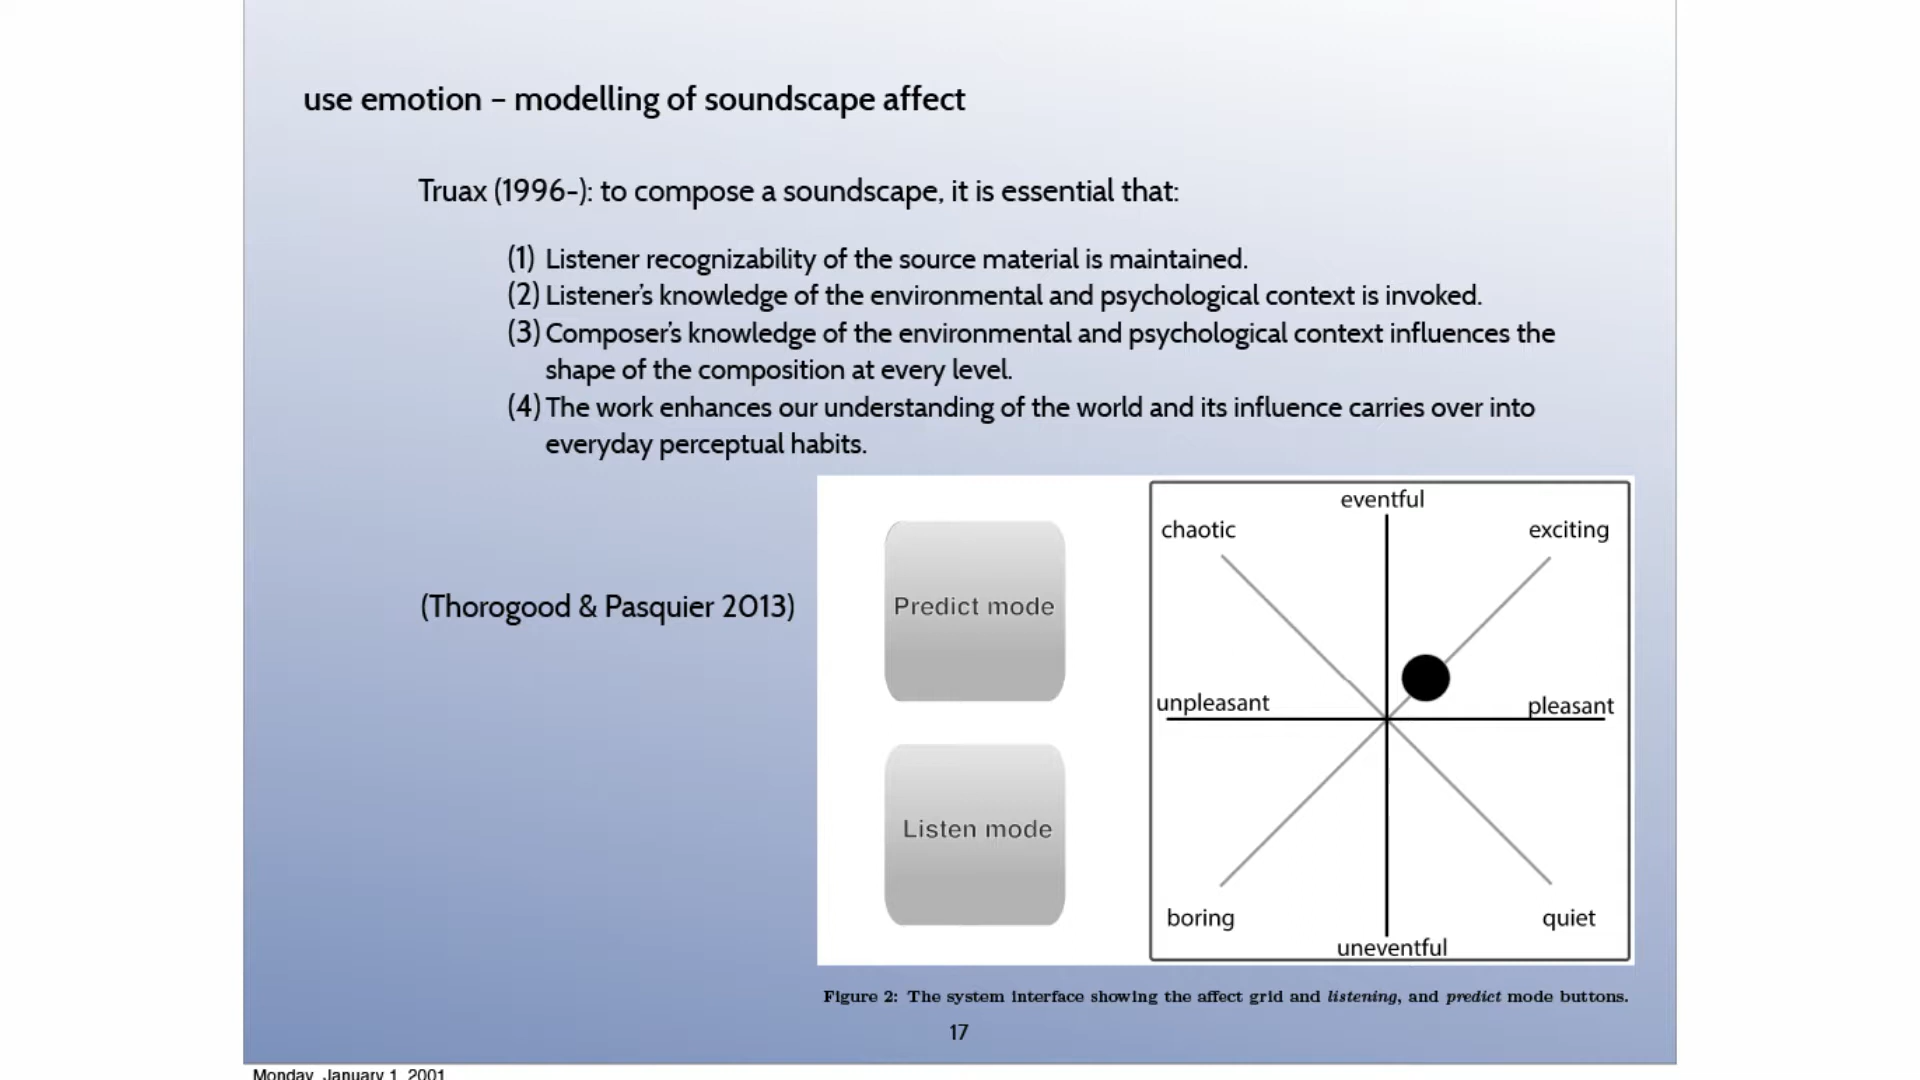 use emotion – modelling of soundscape affect
Truax (1996-): to compose a soundscape, it is essential that:
(1) Listener recognizability of the source material is maintained.
(2) Listener's knowledge of the environmental and psychological context is invoked.
(3) Composer's knowledge of the environmental and psychological context influences the
shape of the composition at every level.
(4) The work enhances our understanding of the world and its influence carries over into
everyday perceptual habits.
(Thorogood & Pasquier 2013)
Predict mode
Listen mode
eventful
chaotic
exciting
unpleasant
pleasant
boring
quiet
uneventful
Figure 2: The system interface showing the affect grid and listening, and predict mode buttons.
17
Monday, January 1, 2001